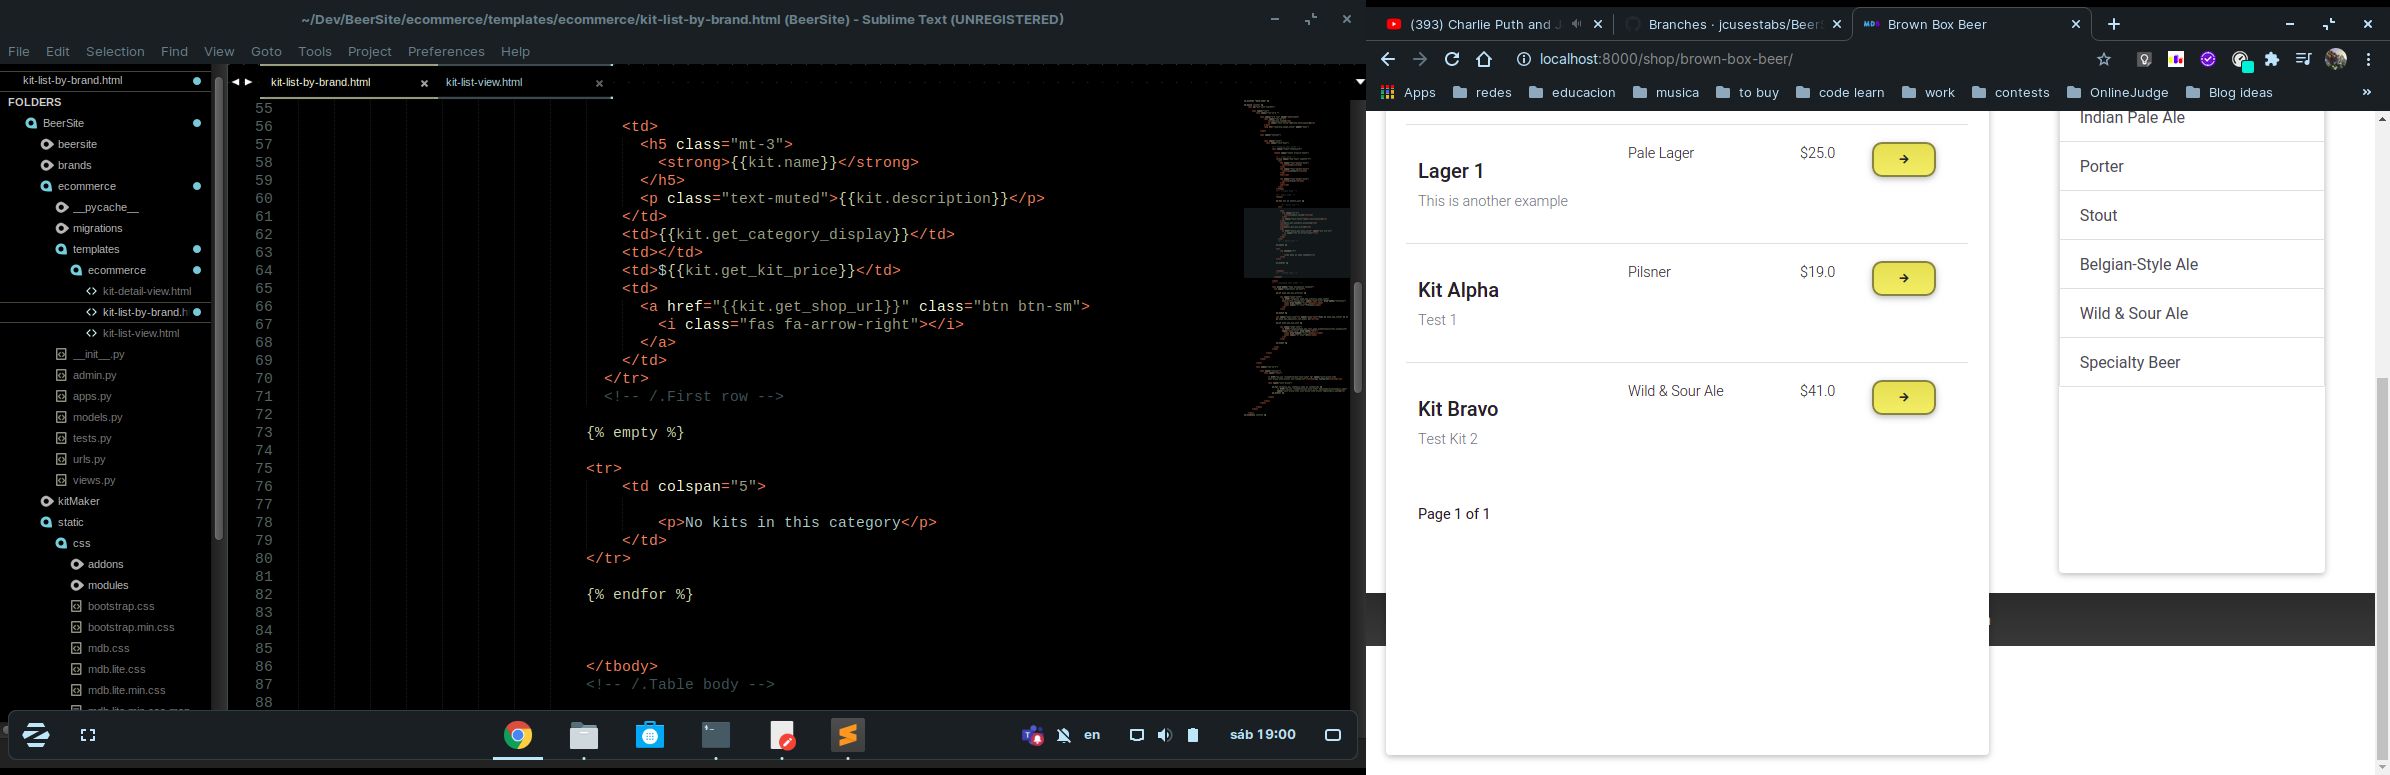 ~/Dev/BeerSite/ecommerce/templates/ecommerce/kit-list-by-brand.html (BeerSite) - Sublime Text (UNREGISTERED)
File Edit Selection Find View Goto Tools Project Preferences Help
kit-list-by-brand.html
FOLDERS
BeerSite
beersite
brands
ecommerce
__pycache__
migrations
templates
ecommerce
kit-detail-view.html
kit-list-by-brand.h
kit-list-view.html
__init__.py
admin.py
apps.py
models.py
tests.py
urls.py
views.py
kitMaker
static
css
addons
modules
bootstrap.css
bootstrap.min.css
mdb.css
mdb.lite.css
mdb.lite.min.css
kit-list-by-brand.html kit-list-view.html
55
56 <td>
57 <h5 class="mt-3">
58 <strong>{{kit.name}}</strong>
59 </h5>
60 <p class="text-muted">{{kit.description}}</p>
61 </td>
62 <td>{{kit.get_category_display}}</td>
63 <td></td>
64 <td>${{kit.get_kit_price}}</td>
65 <td>
66 <a href="{{kit.get_shop_url}}" class="btn btn-sm">
67 <i class="fas fa-arrow-right"></i>
68 </a>
69 </td>
70 </tr>
71 <!-- /.First row -->
72
73 {% empty %}
74
75 <tr>
76 <td colspan="5">
77
78 <p>No kits in this category</p>
79 </td>
80 </tr>
81
82 {% endfor %}
83
84
85
86 </tbody>
87 <!-- /.Table body -->
88
en
sáb 19:00
(393) Charlie Puth and J
Branches · jcusestabs/BeerS
Brown Box Beer
localhost:8000/shop/brown-box-beer/
Apps redes educacion musica to buy code learn work contests OnlineJudge Blog ideas »
Lager 1
This is another example
Pale Lager $25.0
Kit Alpha
Test 1
Pilsner $19.0
Kit Bravo
Test Kit 2
Wild & Sour Ale $41.0
Page 1 of 1
Indian Pale Ale
Porter
Stout
Belgian-Style Ale
Wild & Sour Ale
Specialty Beer